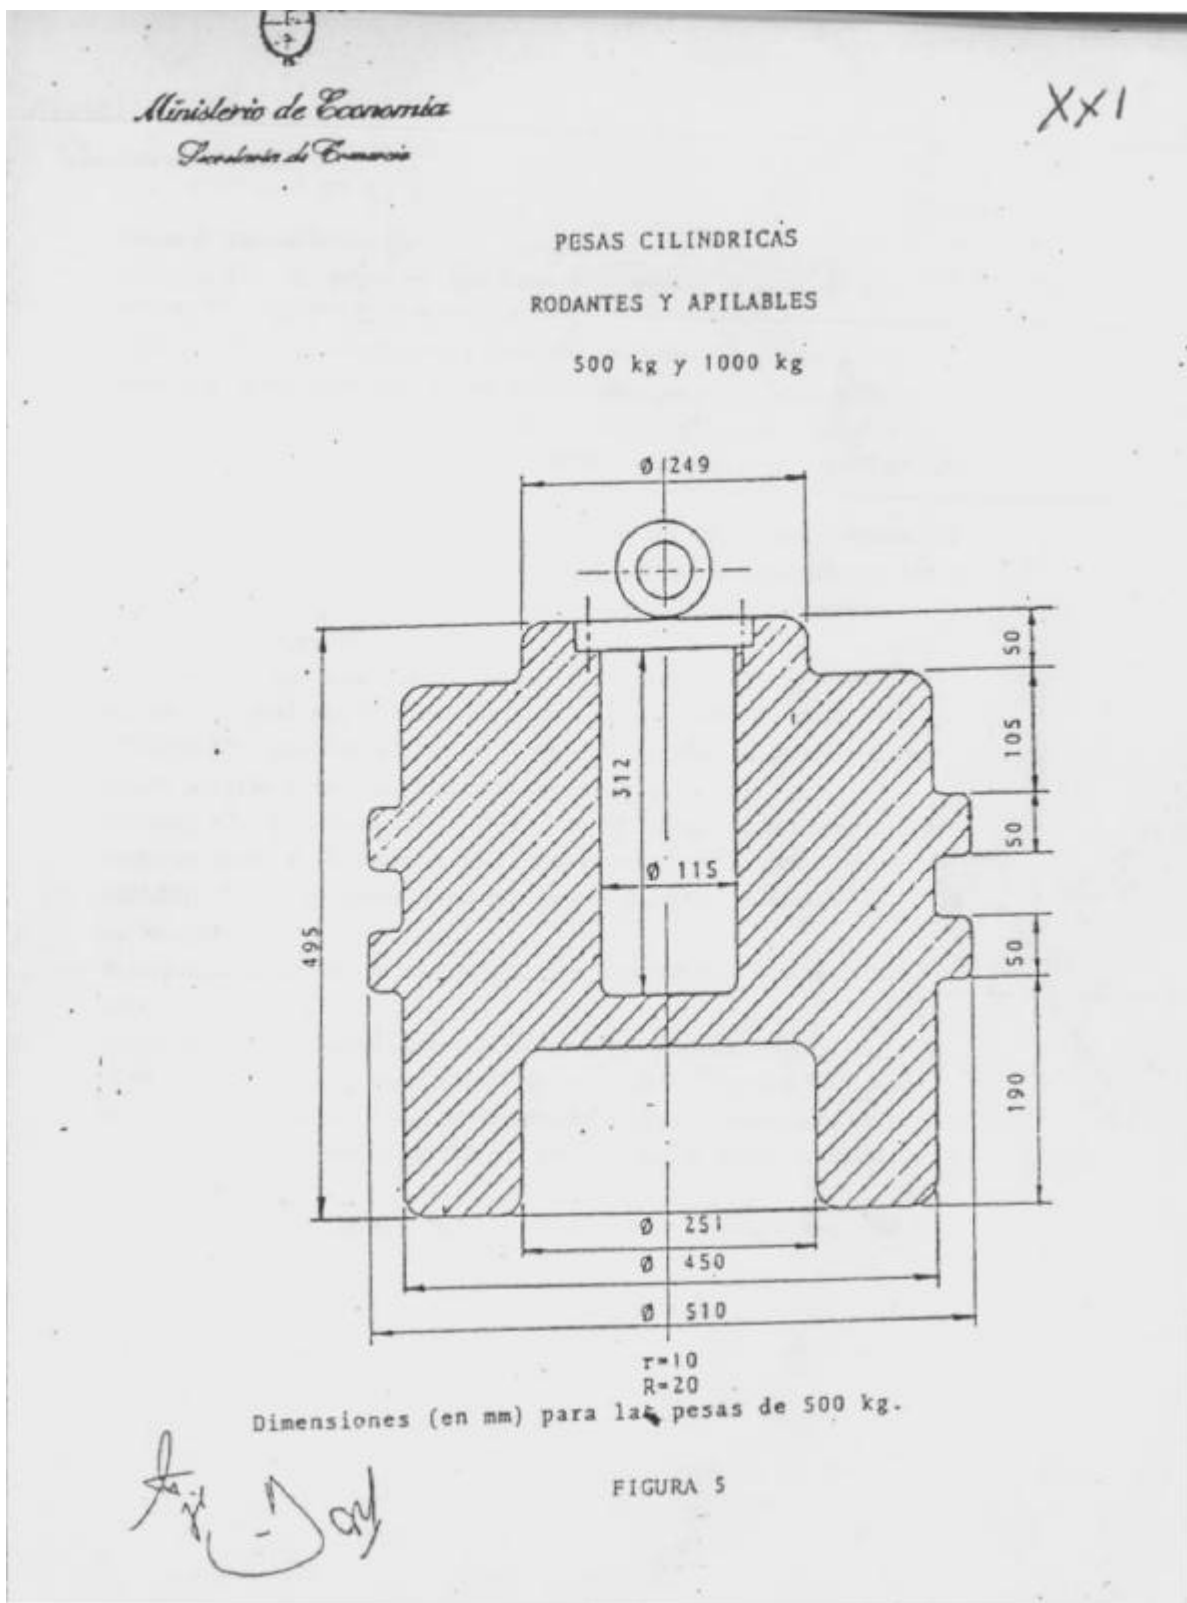 Ministerio de Economía
Secretaría de Comercio
XXI
PESAS CILINDRICAS
RODANTES Y APILABLES
500 kg y 1000 kg
Ø 249
50
105
312
50
Ø 115
495
50
190
Ø 251
Ø 450
Ø 510
r=10
R=20
Dimensiones (en mm) para las pesas de 500 kg.
FIGURA 5